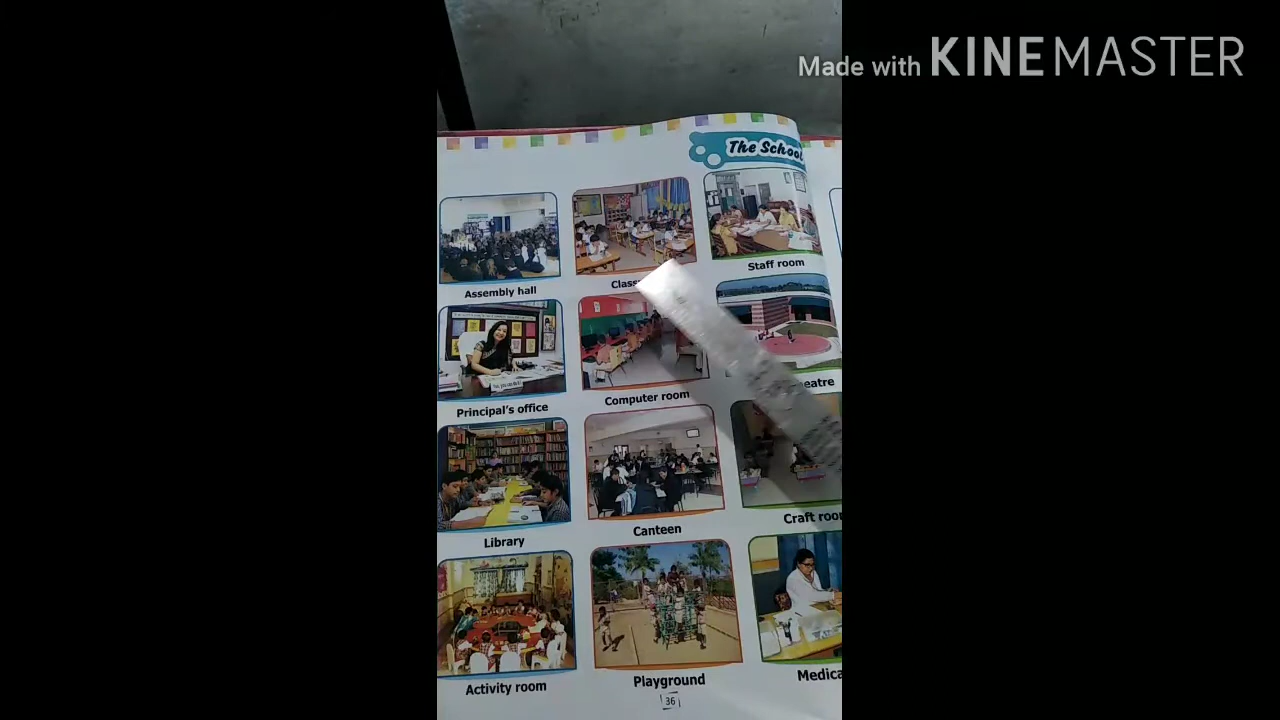 Made with KINEMASTER
The School
Assembly hall
Staff room
Principal's office
Computer room
Library
Canteen
Craft
Activity room
Playground
36